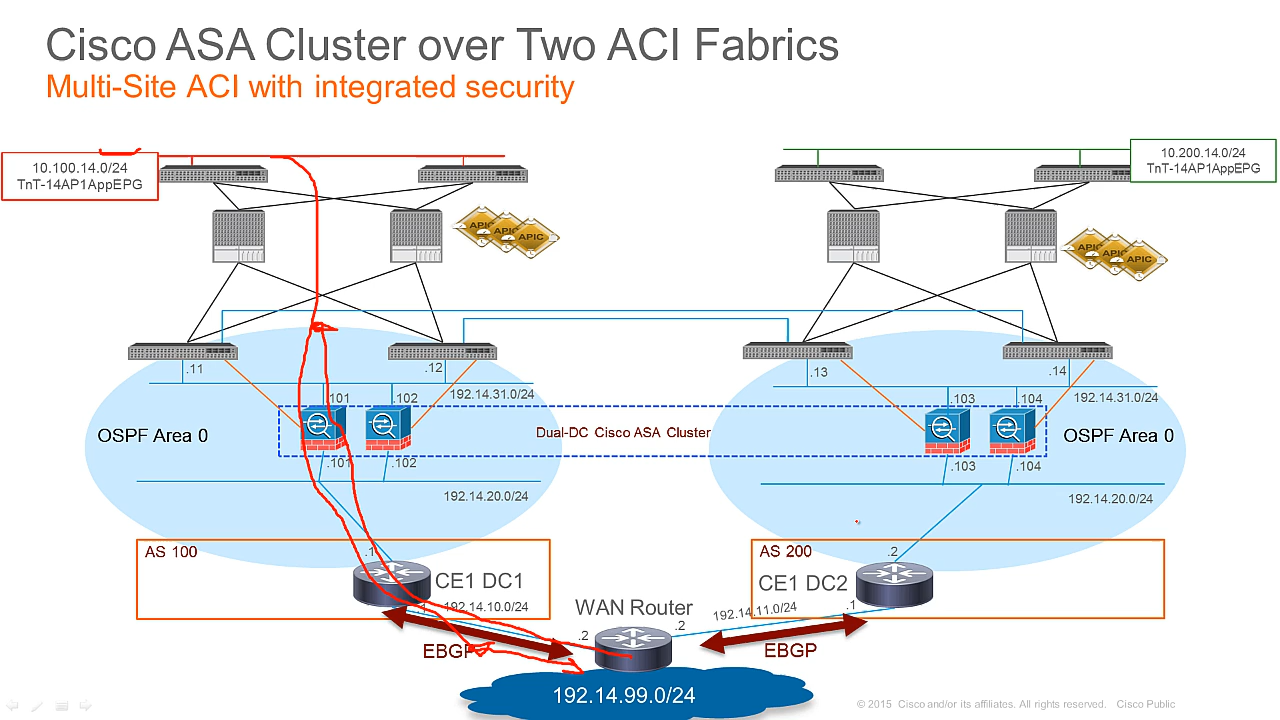 Cisco ASA Cluster over Two ACI Fabrics
Multi-Site ACI with integrated security
10.100.14.0/24
TnT-14AP1AppEPG
10.200.14.0/24
TnT-14AP1AppEPG
APIC
APIC
APIC
APIC
APIC
APIC
.11
.12
.13
.14
192.14.31.0/24
192.14.31.0/24
.101
.102
.103
.104
OSPF Area 0
Dual-DC Cisco ASA Cluster
OSPF Area 0
.101
.102
.103
.104
192.14.20.0/24
192.14.20.0/24
AS 100
.1
AS 200
.2
CE1 DC1
CE1 DC2
.1
192.14.10.0/24
WAN Router
192.14.11.0/24
.1
.2
.2
EBGP
EBGP
192.14.99.0/24
© 2015 Cisco and/or its affiliates. All rights reserved. Cisco Public